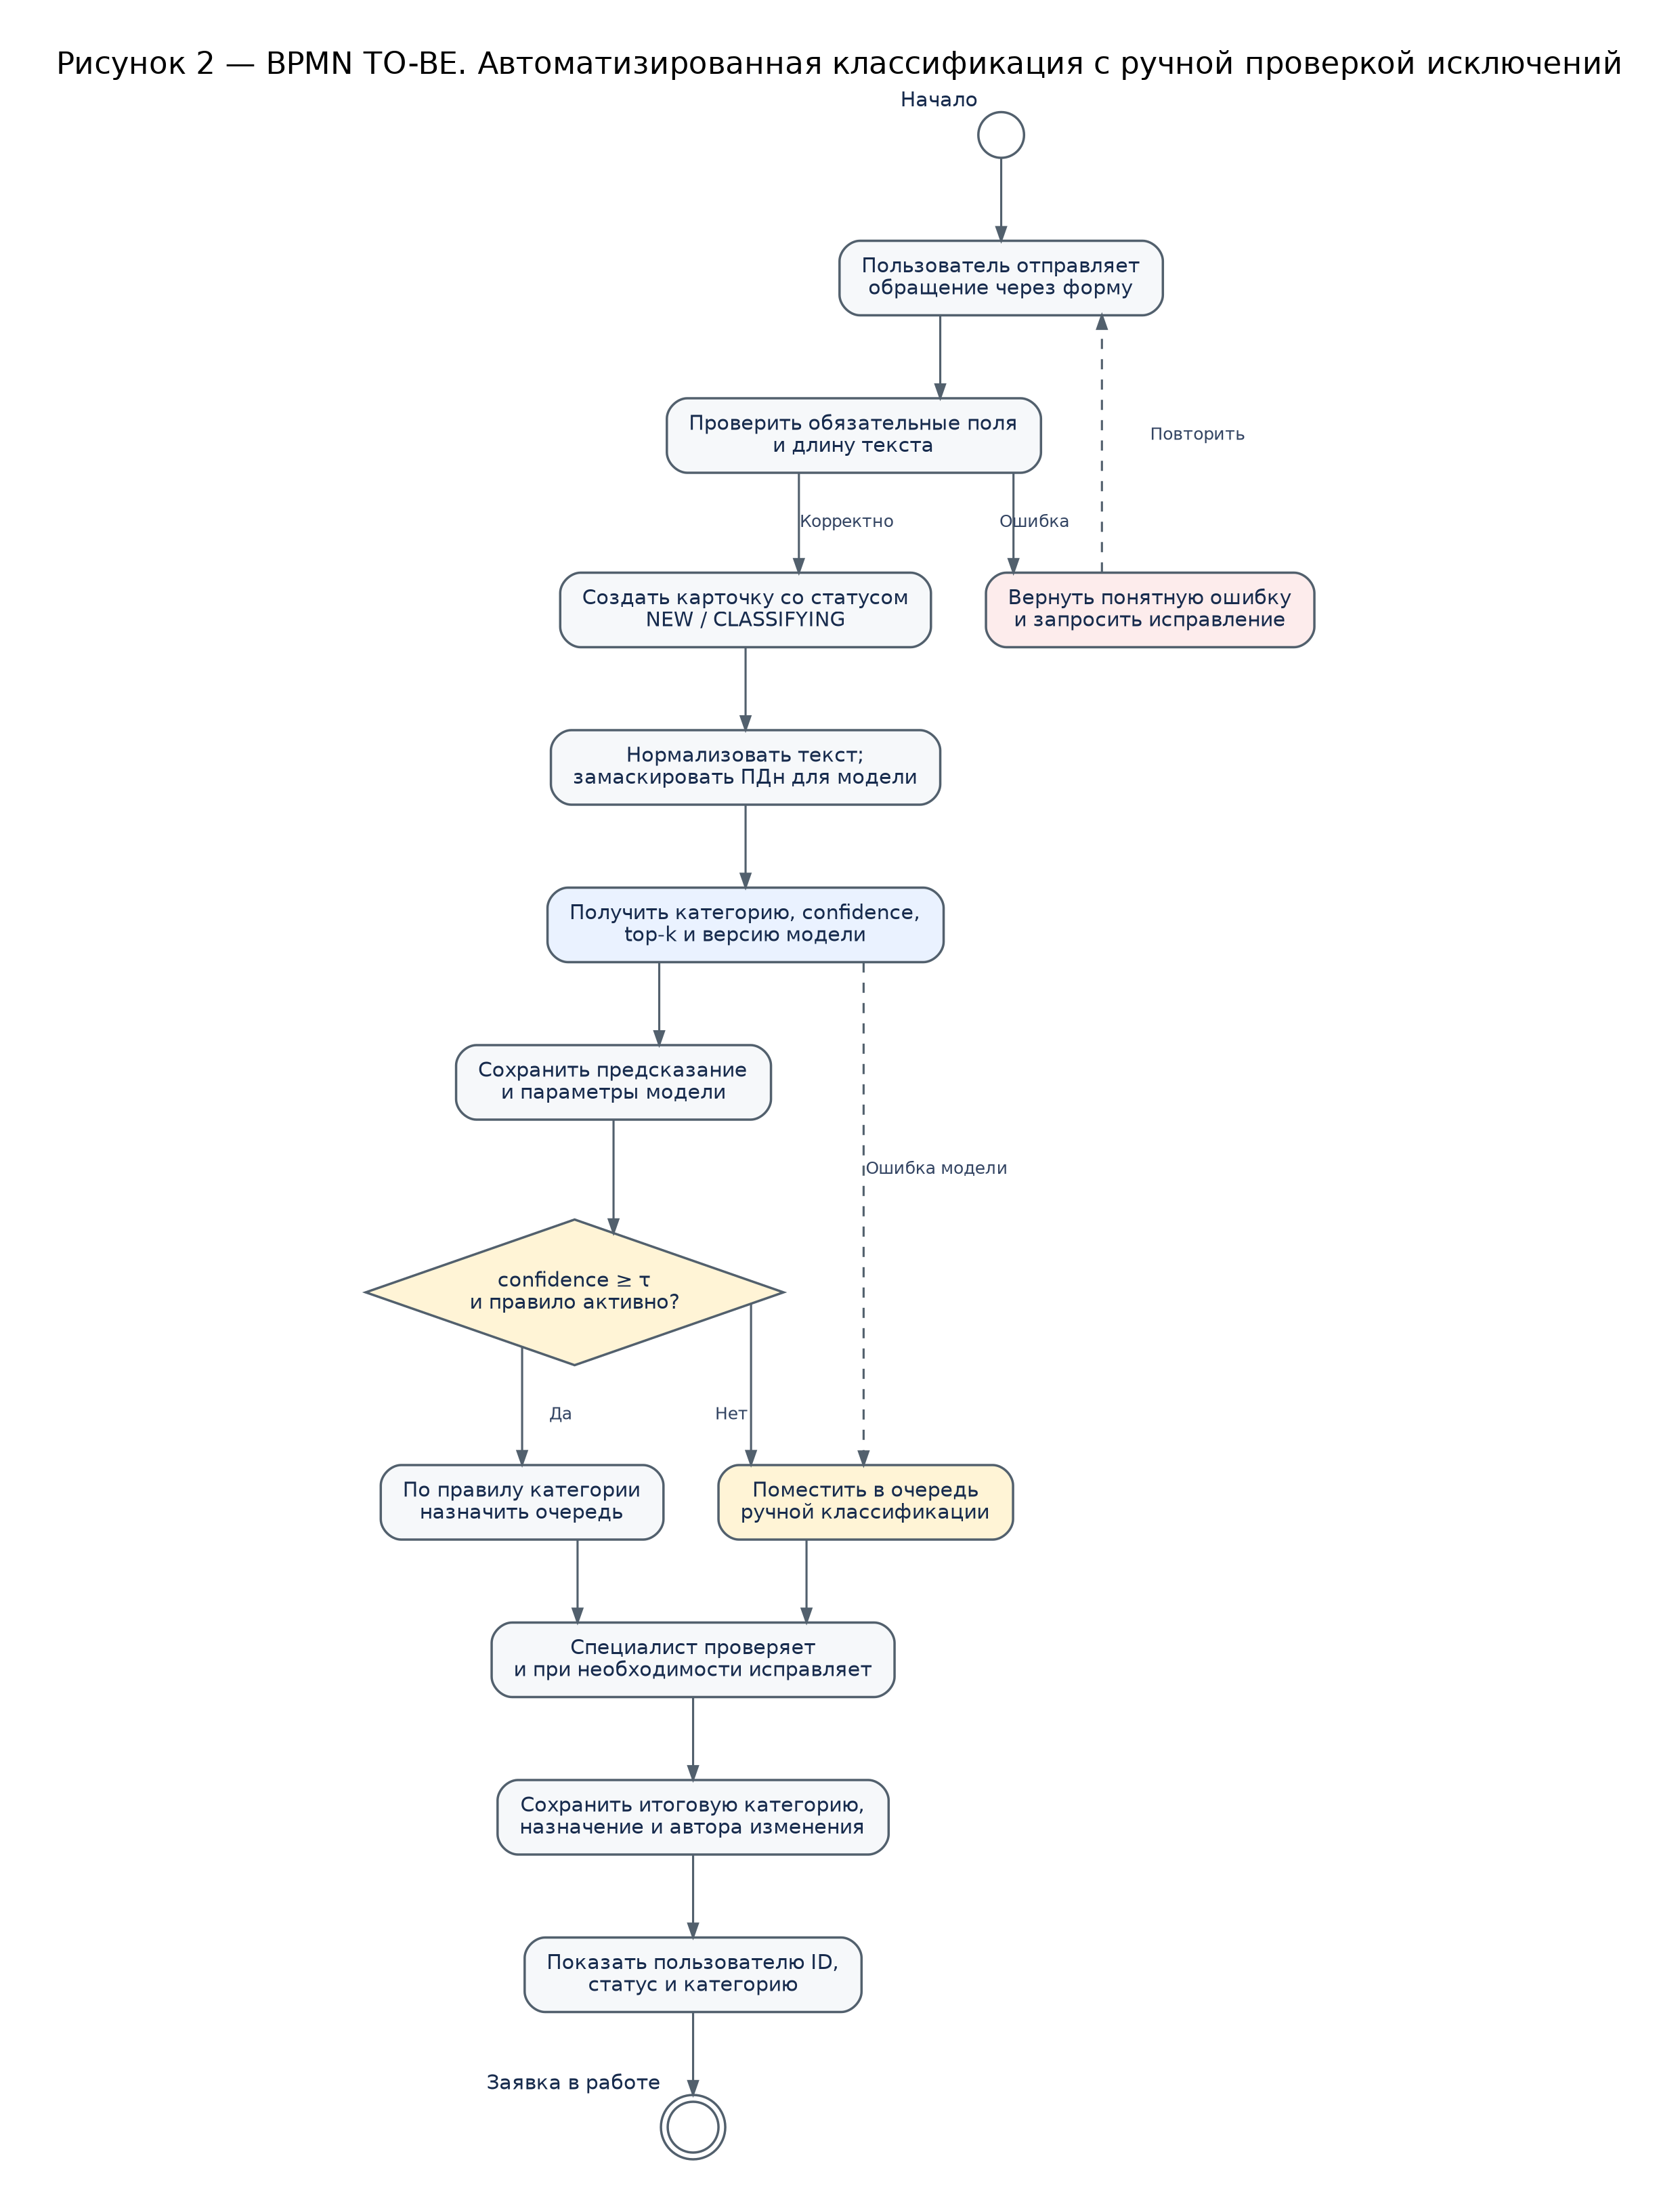 Рисунок 2 — BPMN TO-BE. Автоматизированная классификация с ручной проверкой исключений
Начало
Пользователь отправляет
обращение через форму
Проверить обязательные поля
и длину текста
Повторить
Корректно
Ошибка
Создать карточку со статусом
NEW / CLASSIFYING
Вернуть понятную ошибку
и запросить исправление
Нормализовать текст;
замаскировать ПДн для модели
Получить категорию, confidence,
top-k и версию модели
Сохранить предсказание
и параметры модели
Ошибка модели
confidence ≥ τ
и правило активно?
Да
Нет
По правилу категории
назначить очередь
Поместить в очередь
ручной классификации
Специалист проверяет
и при необходимости исправляет
Сохранить итоговую категорию,
назначение и автора изменения
Показать пользователю ID,
статус и категорию
Заявка в работе